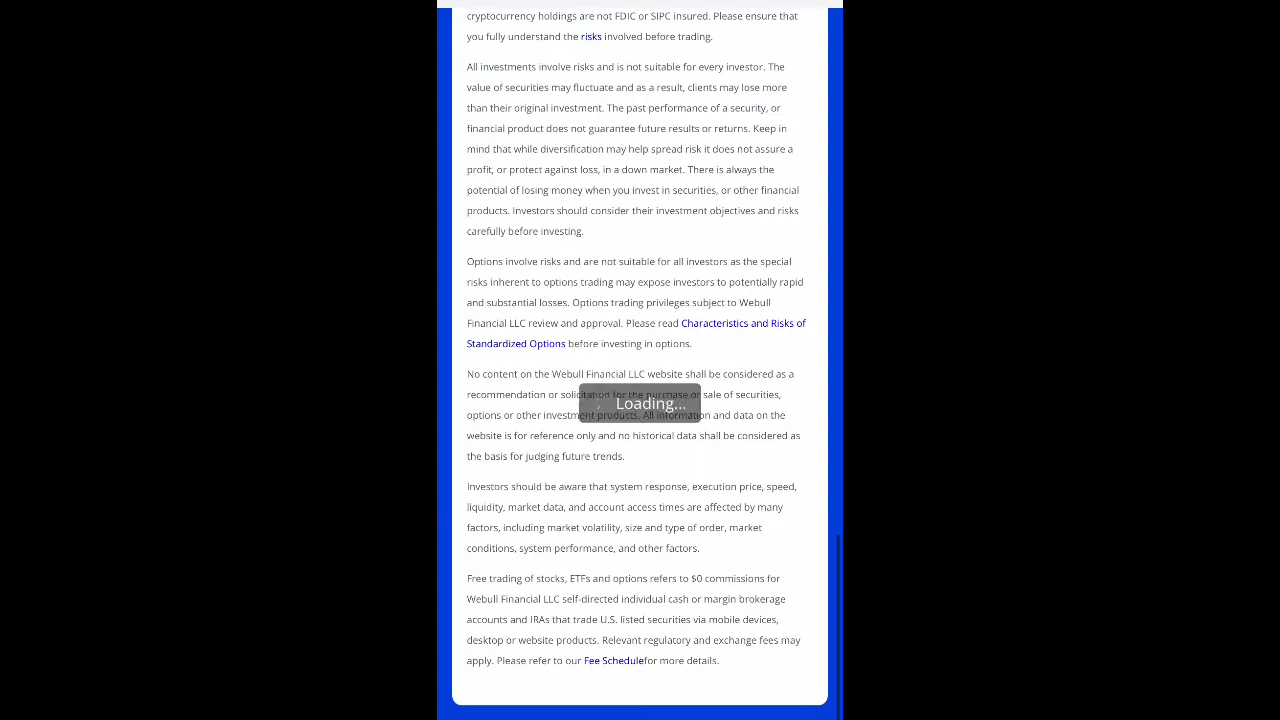 cryptocurrency holdings are not FDIC or SIPC insured. Please ensure that
you fully understand the risks involved before trading.
All investments involve risks and is not suitable for every investor. The
value of securities may fluctuate and as a result, clients may lose more
than their original investment. The past performance of a security, or
financial product does not guarantee future results or returns. Keep in
mind that while diversification may help spread risk it does not assure a
profit, or protect against loss, in a down market. There is always the
potential of losing money when you invest in securities, or other financial
products. Investors should consider their investment objectives and risks
carefully before investing.
Options involve risks and are not suitable for all investors as the special
risks inherent to options trading may expose investors to potentially rapid
and substantial losses. Options trading privileges subject to Webull
Financial LLC review and approval. Please read Characteristics and Risks of
Standardized Options before investing in options.
No content on the Webull Financial LLC website shall be considered as a
recommendation or solicitation for the purchase or sale of securities,
Loading...
options or other investment products. All information and data on the
website is for reference only and no historical data shall be considered as
the basis for judging future trends.
Investors should be aware that system response, execution price, speed,
liquidity, market data, and account access times are affected by many
factors, including market volatility, size and type of order, market
conditions, system performance, and other factors.
Free trading of stocks, ETFs and options refers to $0 commissions for
Webull Financial LLC self-directed individual cash or margin brokerage
accounts and IRAs that trade U.S. listed securities via mobile devices,
desktop or website products. Relevant regulatory and exchange fees may
apply. Please refer to our Fee Schedulefor more details.